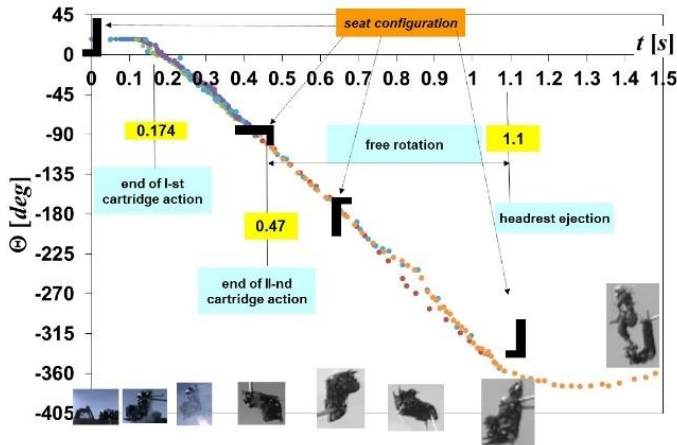 45
seat configuration
t [s]
0
0 0.1 0.2 0.3 0.4 0.5 0.6 0.7 0.8 0.9 1.0 1.1 1.2 1.3 1.4 1.5
-45
-90
0.174
free rotation
1.1
-135
end of I-st
cartridge action
-180
Θ [deg]
0.47
headrest ejection
-225
end of II-nd
cartridge action
-270
-315
-360
-405